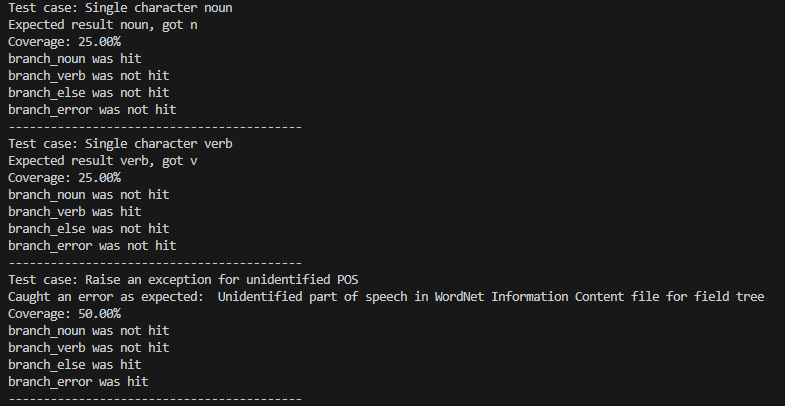 Test case: Single character noun
Expected result noun, got n
Coverage: 25.00%
branch_noun was hit
branch_verb was not hit
branch_else was not hit
branch_error was not hit
------------------------------------------
Test case: Single character verb
Expected result verb, got v
Coverage: 25.00%
branch_noun was not hit
branch_verb was hit
branch_else was not hit
branch_error was not hit
------------------------------------------
Test case: Raise an exception for unidentified POS
Caught an error as expected:  Unidentified part of speech in WordNet Information Content file for field tree
Coverage: 50.00%
branch_noun was not hit
branch_verb was not hit
branch_else was hit
branch_error was hit
------------------------------------------